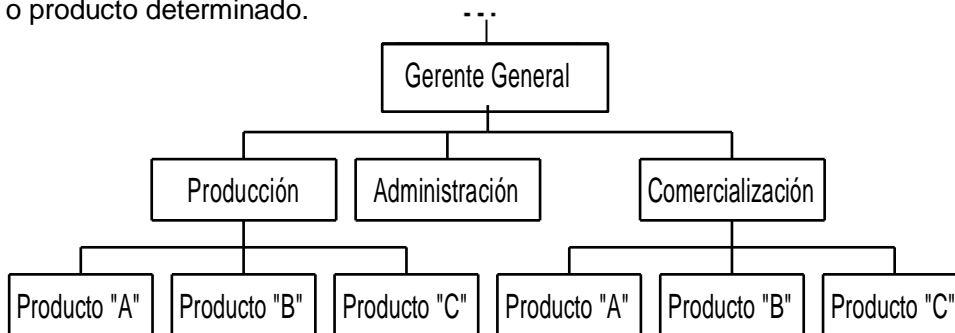 o producto determinado.
---
Gerente General
Producción Administración Comercialización
Producto "A" Producto "B" Producto "C" Producto "A" Producto "B" Producto "C"